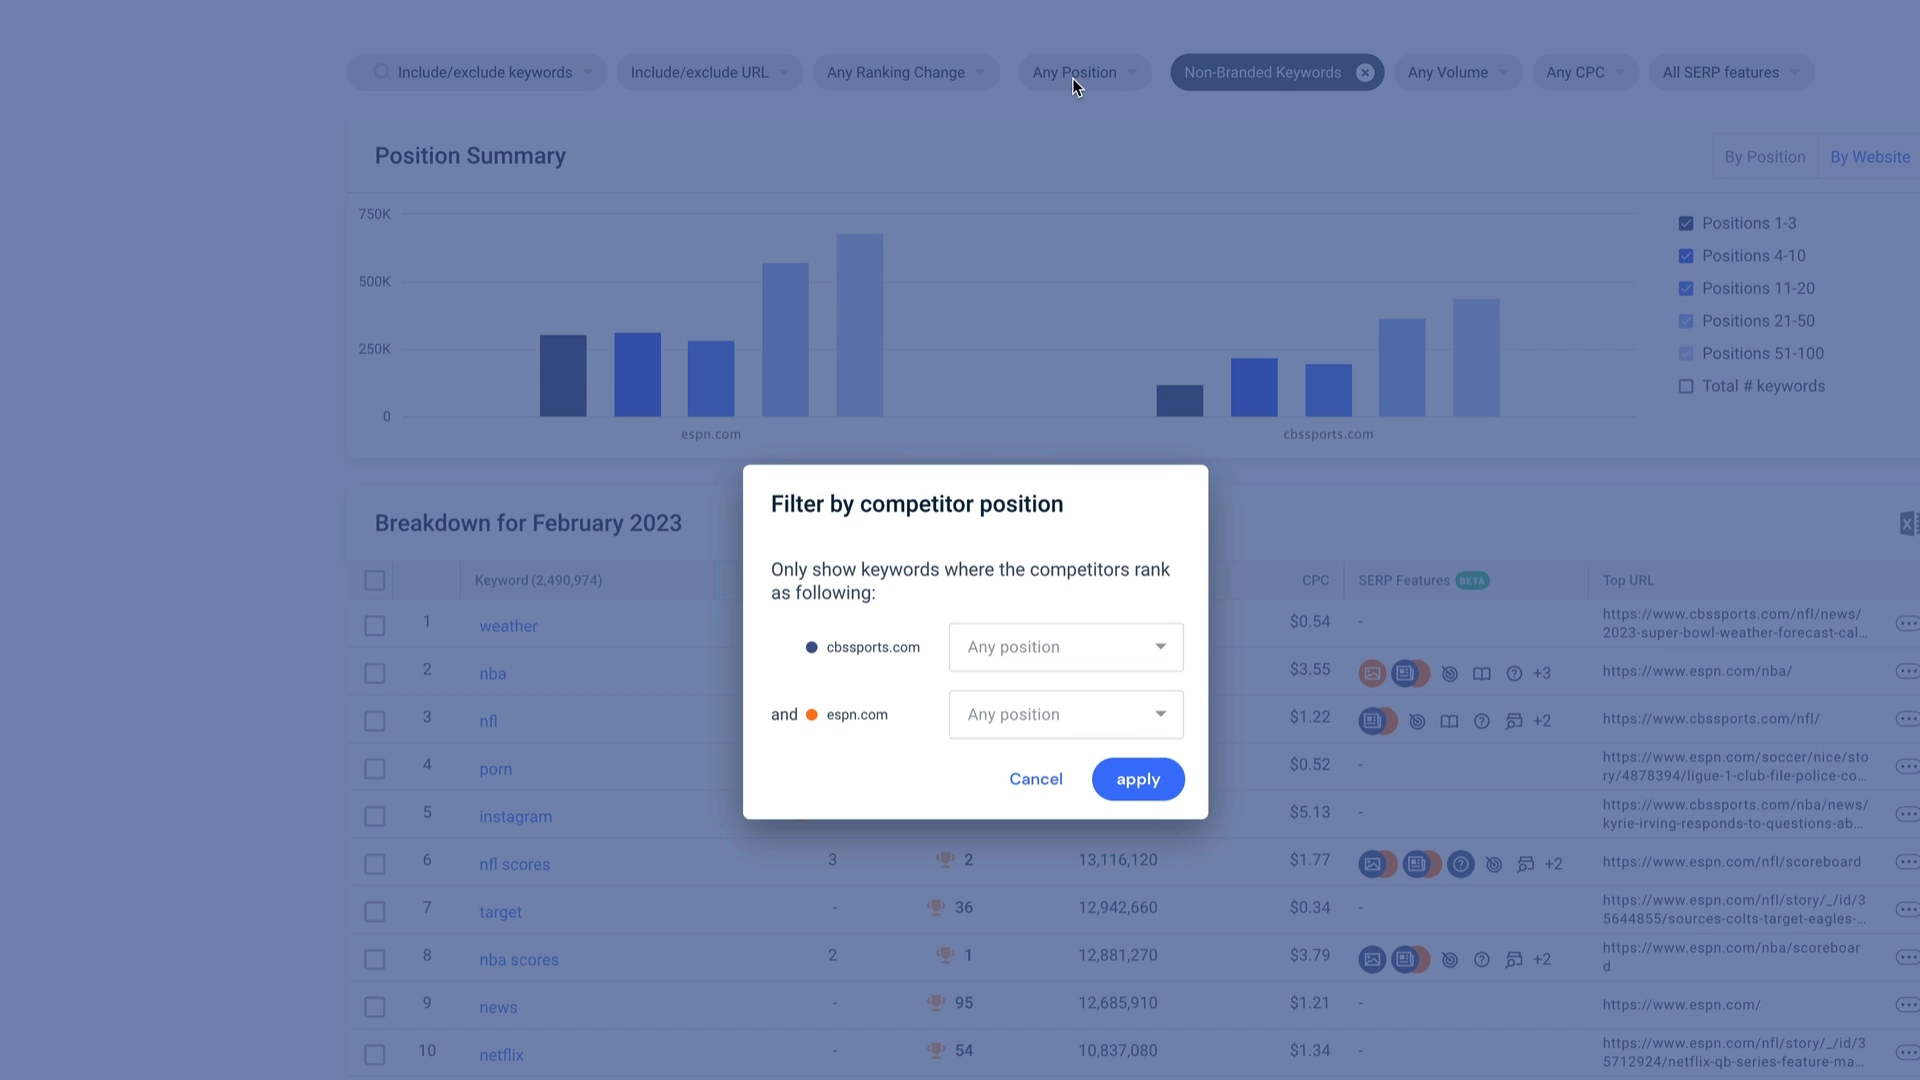 Include/exclude keywords
Include/exclude URL
Any Ranking Change
Any Position
Non-Branded Keywords
Any Volume
Any CPC
All SERP features
Position Summary
By Position
By Website
750K
500K
250K
0
espn.com
cbssports.com
Positions 1-3
Positions 4-10
Positions 11-20
Positions 21-50
Positions 51-100
Total # keywords
Filter by competitor position
Only show keywords where the competitors rank
as following:
cbssports.com
Any position
and espn.com
Any position
Cancel
apply
Breakdown for February 2023
Keyword (2,490,974)
CPC
SERP Features BETA
Top URL
1 weather $0.54 - https://www.cbssports.com/nfl/news/
2023-super-bowl-weather-forecast-cal...
2 nba $3.55 +3 https://www.espn.com/nba/
3 nfl $1.22 +2 https://www.cbssports.com/nfl/
4 porn $0.52 - https://www.espn.com/soccer/nice/sto
ry/4878394/ligue-1-club-file-police-co...
5 instagram $5.13 - https://www.cbssports.com/nba/news/
kyrie-irving-responds-to-questions-ab...
6 nfl scores 3 2 13,116,120 $1.77 +2 https://www.espn.com/nfl/scoreboard
7 target - 36 12,942,660 $0.34 - https://www.espn.com/nfl/story/_/id/3
5644855/sources-colts-target-eagles-...
8 nba scores 2 1 12,881,270 $3.79 +2 https://www.espn.com/nba/scoreboar
d
9 news - 95 12,685,910 $1.21 - https://www.espn.com/
10 netflix - 54 10,837,080 $1.34 - https://www.espn.com/nfl/story/_/id/3
5712924/netflix-qb-series-feature-ma...